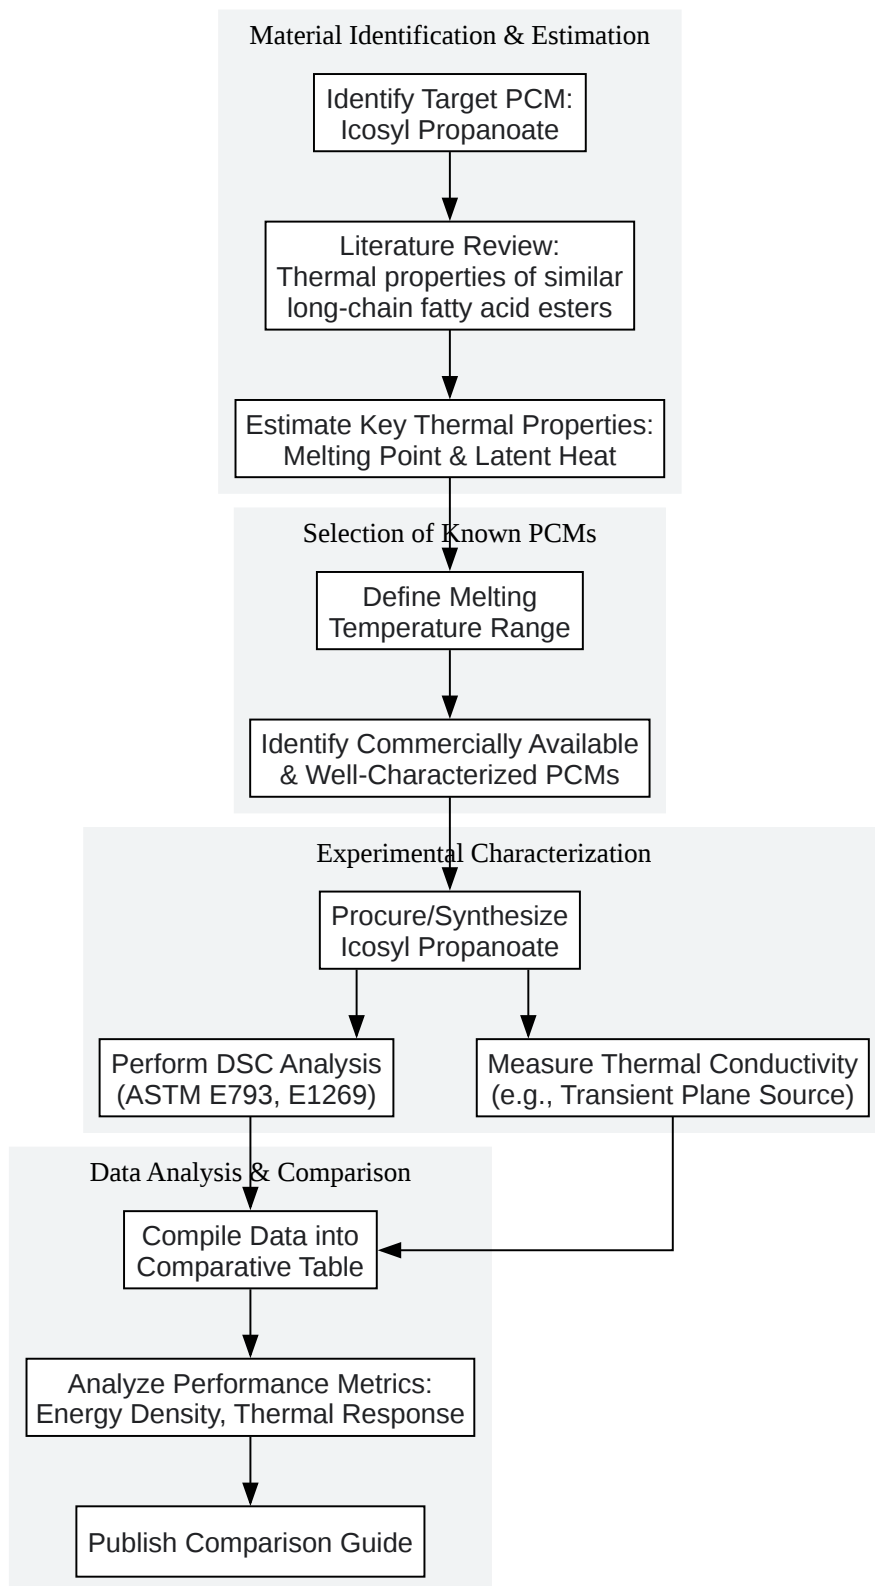 Material Identification & Estimation
Identify Target PCM:
Icosyl Propanoate
Literature Review:
Thermal properties of similar
long-chain fatty acid esters
Estimate Key Thermal Properties:
Melting Point & Latent Heat
Selection of Known PCMs
Define Melting
Temperature Range
Identify Commercially Available
& Well-Characterized PCMs
Experimental Characterization
Procure/Synthesize
Icosyl Propanoate
Perform DSC Analysis
(ASTM E793, E1269)
Measure Thermal Conductivity
(e.g., Transient Plane Source)
Data Analysis & Comparison
Compile Data into
Comparative Table
Analyze Performance Metrics:
Energy Density, Thermal Response
Publish Comparison Guide